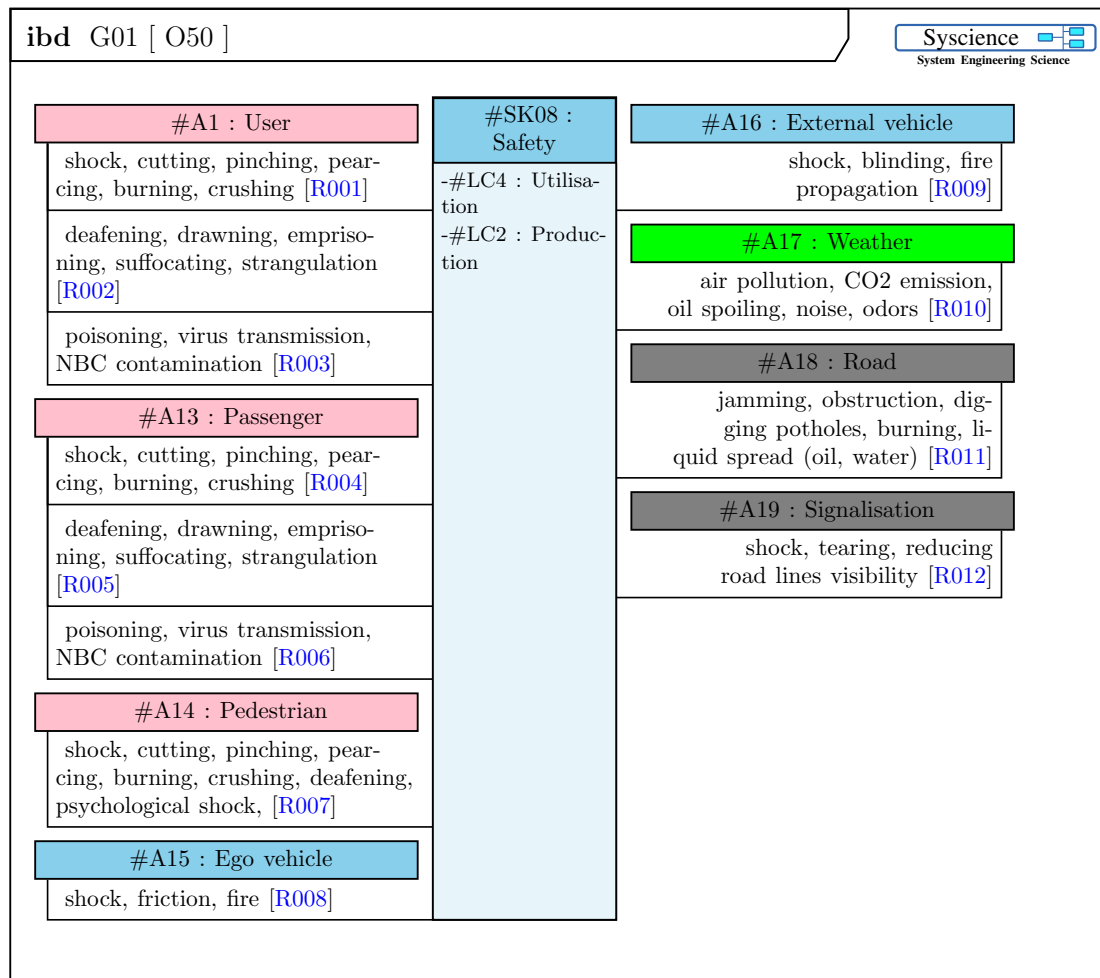 ibd G01 [ O50 ]
Syscience
System Engineering Science
#A1 : User
shock, cutting, pinching, pear-
cing, burning, crushing [R001]
deafening, drawning, empriso-
ning, suffocating, strangulation
[R002]
poisoning, virus transmission,
NBC contamination [R003]
#A13 : Passenger
shock, cutting, pinching, pear-
cing, burning, crushing [R004]
deafening, drawning, empriso-
ning, suffocating, strangulation
[R005]
poisoning, virus transmission,
NBC contamination [R006]
#A14 : Pedestrian
shock, cutting, pinching, pear-
cing, burning, crushing, deafening,
psychological shock, [R007]
#A15 : Ego vehicle
shock, friction, fire [R008]
#SK08 :
Safety
-#LC4 : Utilisa-
tion
-#LC2 : Produc-
tion
#A16 : External vehicle
shock, blinding, fire
propagation [R009]
#A17 : Weather
air pollution, CO2 emission,
oil spoiling, noise, odors [R010]
#A18 : Road
jamming, obstruction, dig-
ging potholes, burning, li-
quid spread (oil, water) [R011]
#A19 : Signalisation
shock, tearing, reducing
road lines visibility [R012]